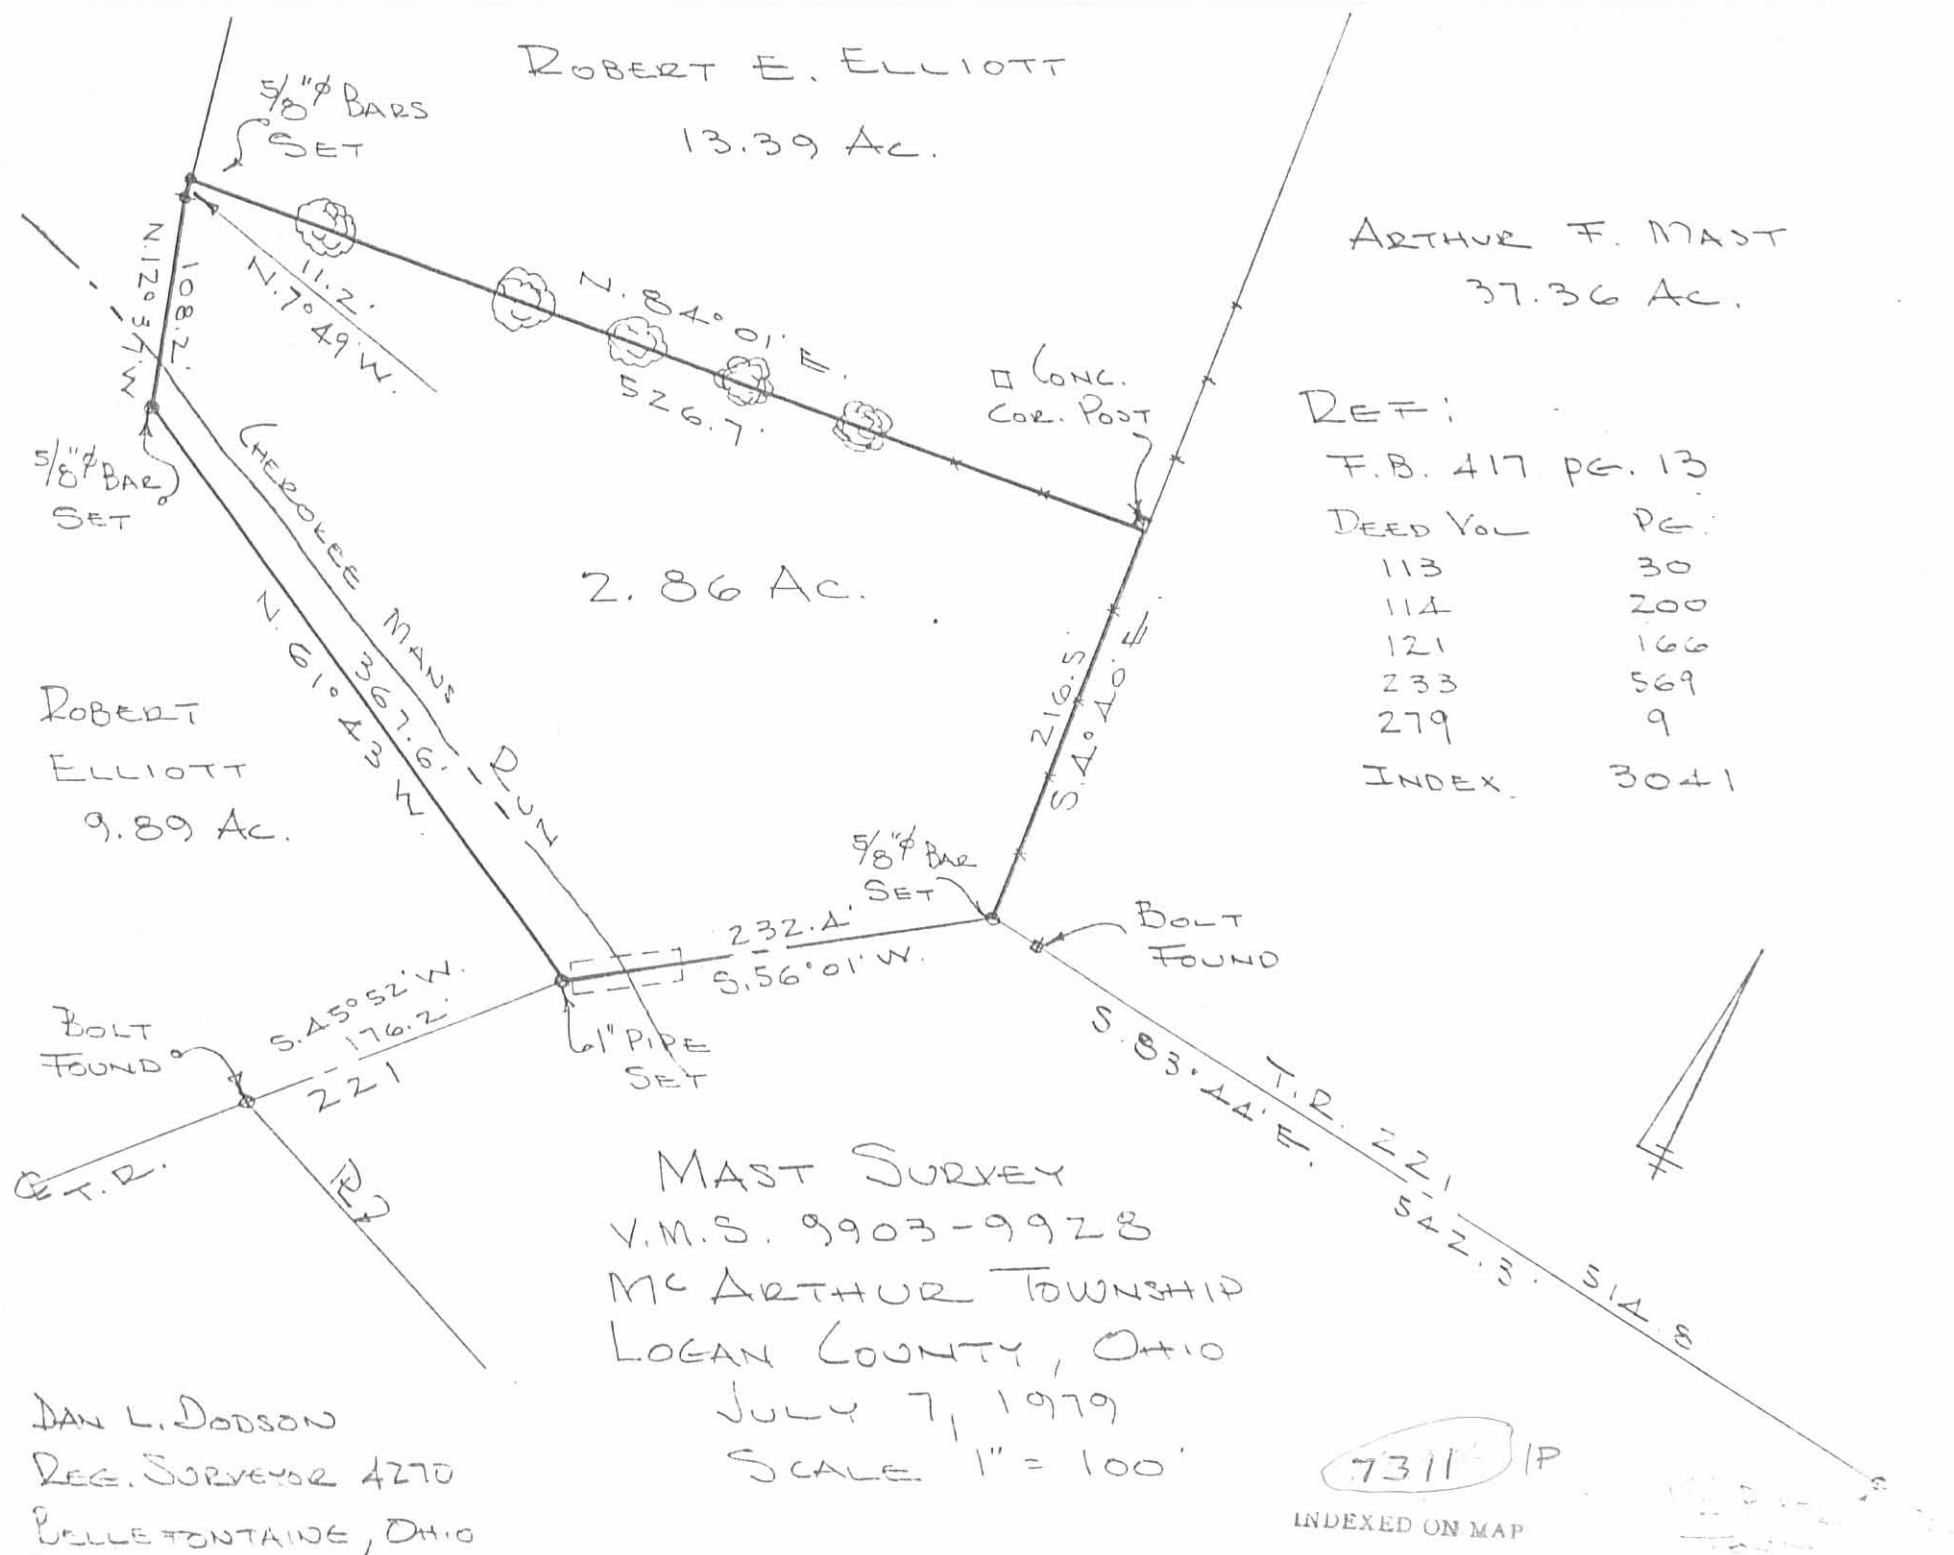 ROBERT E. ELLIOTT
13.39 AC.
5/8"φ BARS
SET
N. 12° 37' W.
108.2'
11.2'
N. 7° 49' W.
N. 84° 01' E.
526.7'
□ CONC.
COR. POST
ARTHUR F. MAST
37.36 AC.
REF:
F.B. 417 PG. 13
DEED VOL PG.
113 30
114 200
121 166
233 569
279 9
INDEX. 3041
5/8"φ BAR
SET
CHEROKEE MANS RUN
2.86 AC.
N. 61° 43' W.
367.6'
216.5'
S. 4° 40' E.
ROBERT
ELLIOTT
9.89 AC.
5/8"φ BAR
SET
232.4'
S. 56° 01' W.
BOLT
FOUND
S. 45° 52' W.
176.2'
BOLT
FOUND
221
1" PIPE
SET
℄ T.R.
RD
S. 83° 44' E.
T.R. 221
542.3'
514.8
MAST SURVEY
V.M.S. 9903-9928
MC ARTHUR TOWNSHIP
LOGAN COUNTY, OHIO
JULY 7, 1979
SCALE 1" = 100'
DAN L. DODSON
REG. SURVEYOR 4270
BELLEFONTAINE, OHIO
7311 IP
INDEXED ON MAP